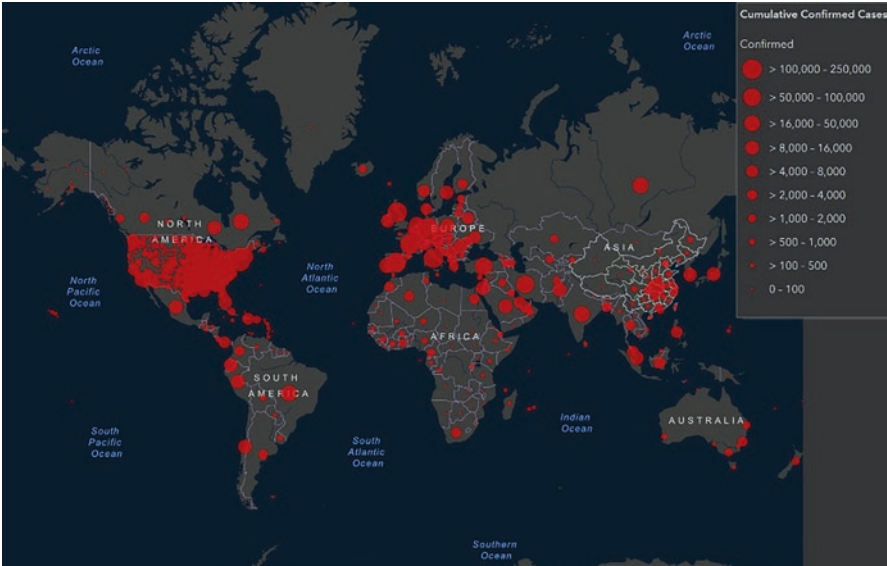 Cumulative Confirmed Cases
Confirmed
> 100,000 – 250,000
> 50,000 – 100,000
> 16,000 – 50,000
> 8,000 – 16,000
> 4,000 – 8,000
> 2,000 – 4,000
> 1,000 – 2,000
> 500 – 1,000
> 100 – 500
0 – 100
Arctic
Ocean
Arctic
Ocean
NORTH
AMERICA
EUROPE
ASIA
North
Pacific
Ocean
North
Atlantic
Ocean
AFRICA
SOUTH
AMERICA
Indian
Ocean
AUSTRALIA
South
Pacific
Ocean
South
Atlantic
Ocean
Southern
Ocean